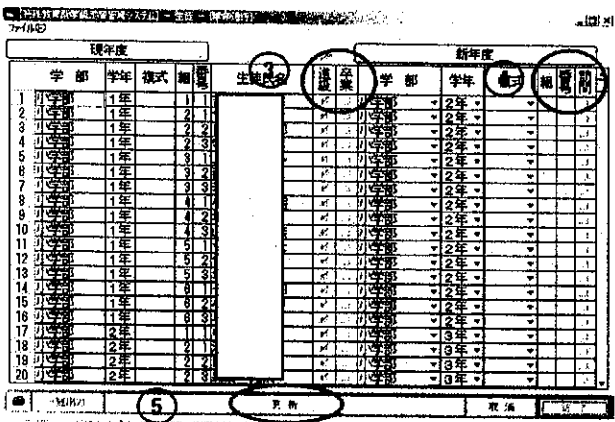 ファイル(F)
現年度 新年度
学 部 学年 複式 組 番号 生徒氏名 進級 卒業 学 部 学年 組 番号 訪問
1 小学部 1年 1 1 小学部 2年
2 小学部 1年 2 1 小学部 2年
3 小学部 1年 2 2 小学部 2年
4 小学部 1年 2 3 小学部 2年
5 小学部 1年 3 1 小学部 2年
6 小学部 1年 3 2 小学部 2年
7 小学部 1年 3 3 小学部 2年
8 小学部 1年 4 1 小学部 2年
9 小学部 1年 4 2 小学部 2年
10 小学部 1年 4 3 小学部 2年
11 小学部 1年 5 1 小学部 2年
12 小学部 1年 5 2 小学部 2年
13 小学部 1年 5 3 小学部 2年
14 小学部 1年 6 1 小学部 2年
15 小学部 1年 6 2 小学部 2年
16 小学部 1年 6 3 小学部 2年
17 小学部 2年 1 1 小学部 3年
18 小学部 2年 2 1 小学部 3年
19 小学部 2年 2 2 小学部 3年
20 小学部 2年 2 3 小学部 3年
5 更新 取消 終了